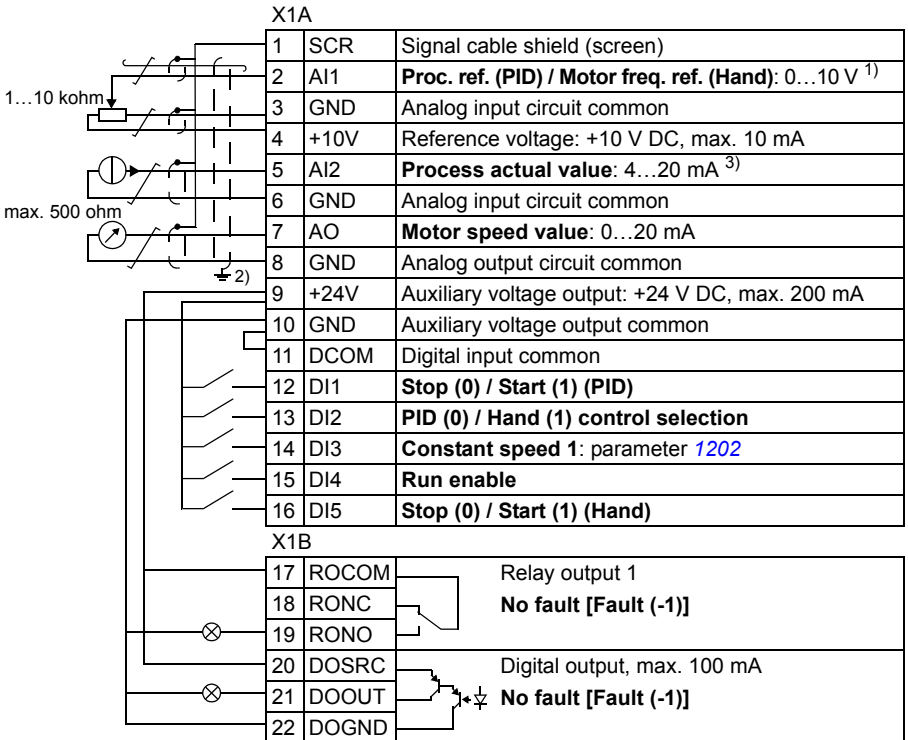 X1A
1 SCR Signal cable shield (screen)
2 AI1 Proc. ref. (PID) / Motor freq. ref. (Hand): 0…10 V 1)
1…10 kohm
3 GND Analog input circuit common
4 +10V Reference voltage: +10 V DC, max. 10 mA
5 AI2 Process actual value: 4…20 mA 3)
6 GND Analog input circuit common
max. 500 ohm
7 AO Motor speed value: 0…20 mA
8 GND Analog output circuit common
2)
9 +24V Auxiliary voltage output: +24 V DC, max. 200 mA
10 GND Auxiliary voltage output common
11 DCOM Digital input common
12 DI1 Stop (0) / Start (1) (PID)
13 DI2 PID (0) / Hand (1) control selection
14 DI3 Constant speed 1: parameter 1202
15 DI4 Run enable
16 DI5 Stop (0) / Start (1) (Hand)
X1B
17 ROCOM Relay output 1
18 RONC No fault [Fault (-1)]
19 RONO
20 DOSRC Digital output, max. 100 mA
21 DOOUT No fault [Fault (-1)]
22 DOGND